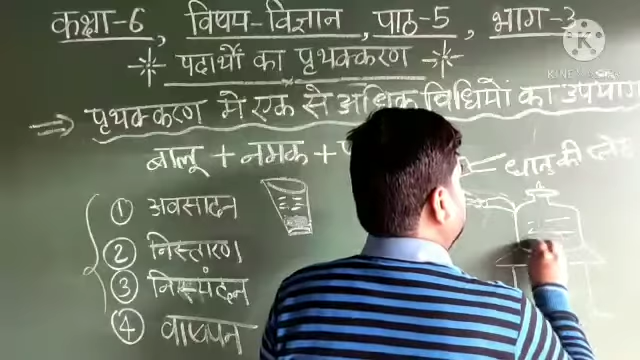 कक्षा-6, विषय-विज्ञान, पाठ-5, भाग-3
पदार्थों का पृथक्करण
पृथक्करण में एक से अधिक विधियों का उपयोग
बालू + नमक +
धातु की प्लेट
① अवसादन
② निस्तारण
③ निस्पंदन
④ वाष्पन